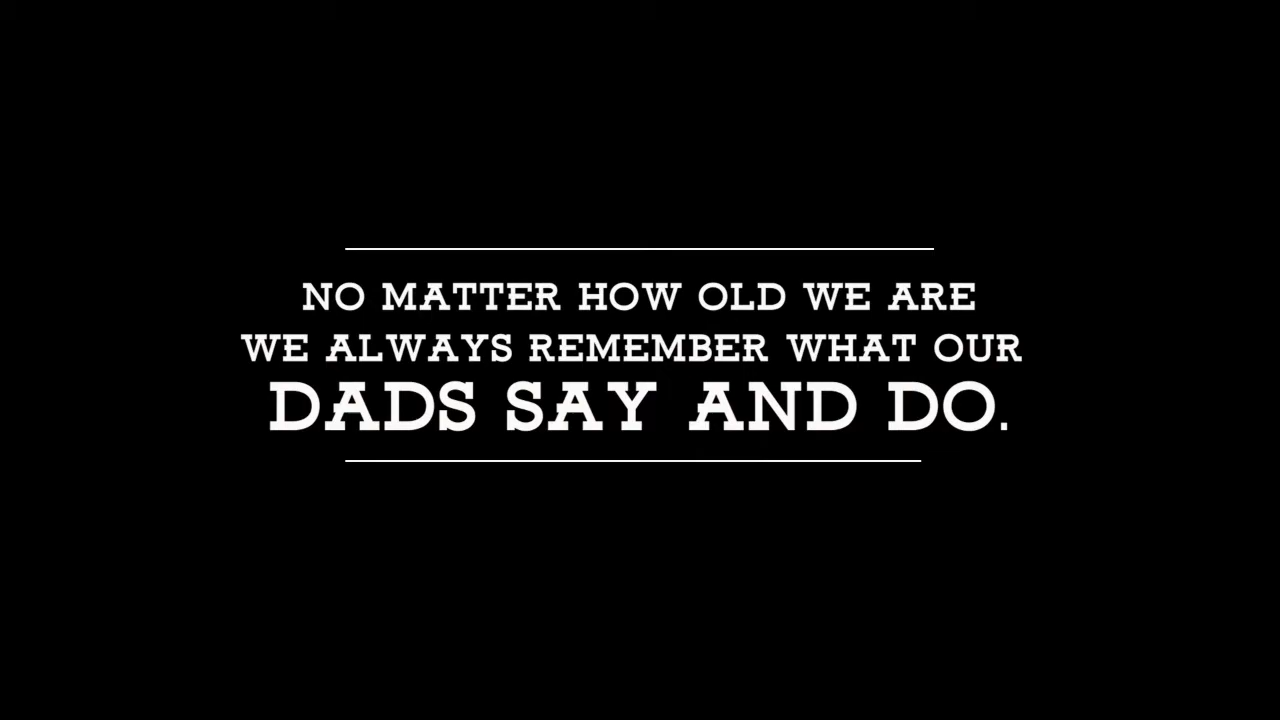 NO MATTER HOW OLD WE ARE
WE ALWAYS REMEMBER WHAT OUR
DADS SAY AND DO.